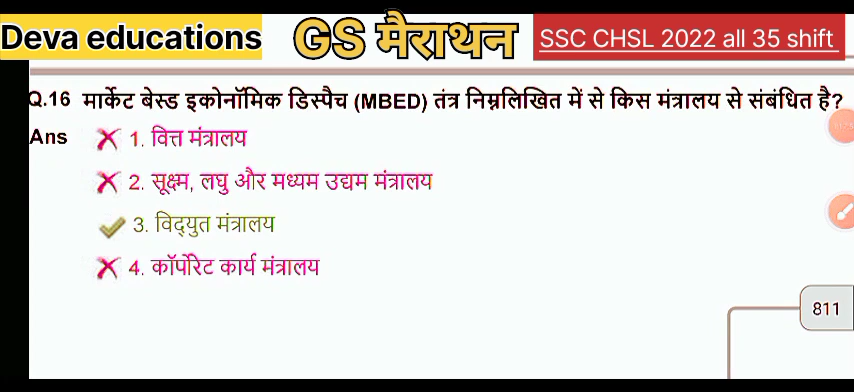 Deva educations GS मैराथन SSC CHSL 2022 all 35 shift
Q.16 मार्केट बेस्ड इकोनॉमिक डिस्पैच (MBED) तंत्र निम्नलिखित में से किस मंत्रालय से संबंधित है?
Ans 1. वित्त मंत्रालय
2. सूक्ष्म, लघु और मध्यम उद्यम मंत्रालय
3. विद्युत मंत्रालय
4. कॉर्पोरेट कार्य मंत्रालय
811